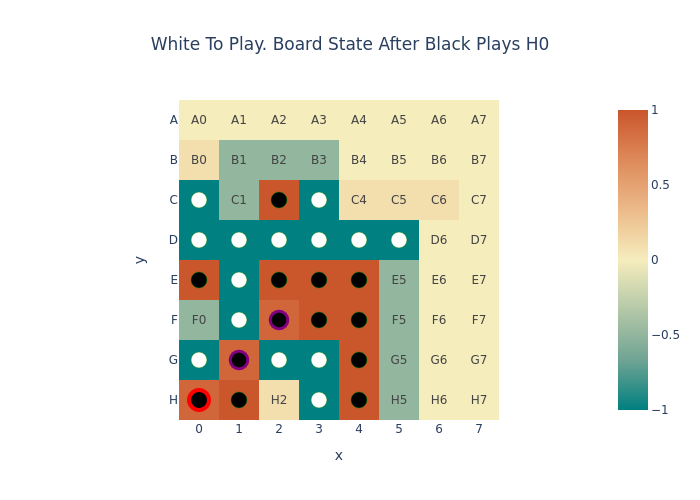 White To Play. Board State After Black Plays H0
A A0 A1 A2 A3 A4 A5 A6 A7
B B0 B1 B2 B3 B4 B5 B6 B7
C C1 C4 C5 C6 C7
D D6 D7
E E5 E6 E7
F F0 F5 F6 F7
G G5 G6 G7
H H2 H5 H6 H7
0 1 2 3 4 5 6 7
x
y
1
0.5
0
−0.5
−1